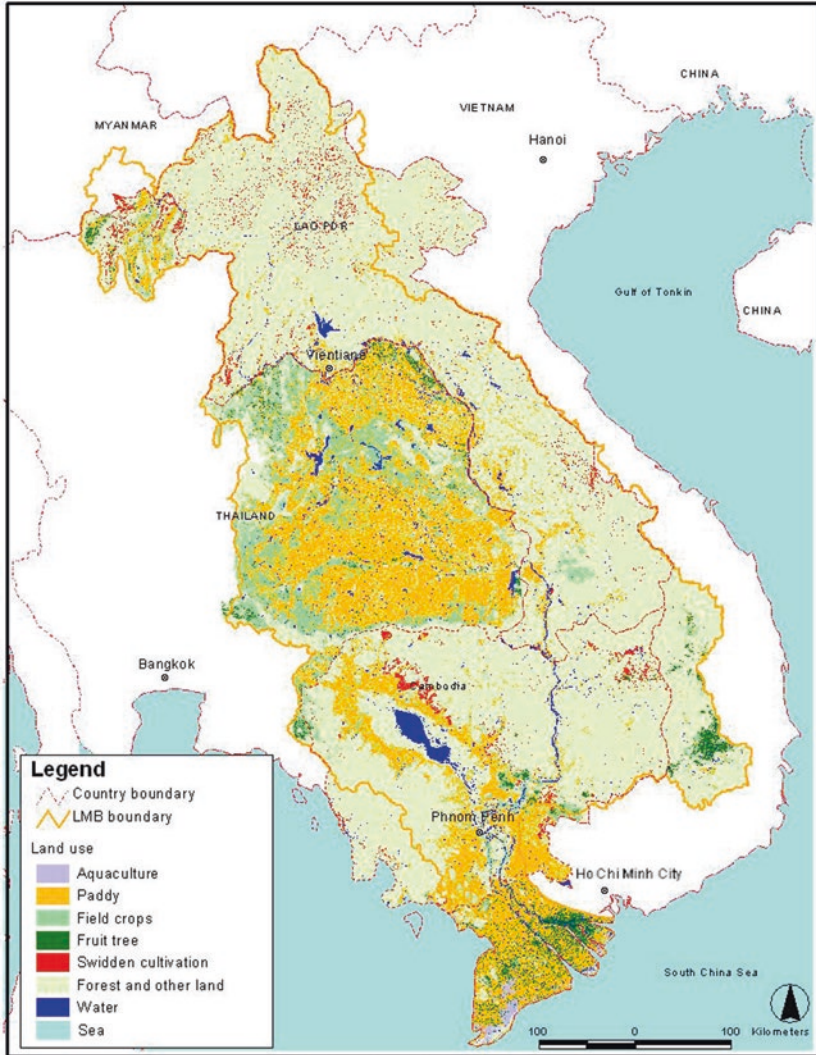 CHINA
VIETNAM
MYANMAR
Hanoi
LAO PDR
Gulf of Tonkin
CHINA
Vientiane
THAILAND
Bangkok
Cambodia
Legend
Country boundary
LMB boundary
Land use
Aquaculture
Paddy
Field crops
Fruit tree
Swidden cultivation
Forest and other land
Water
Sea
Phnom Penh
Ho Chi Minh City
South China Sea
100 0 100
Kilometers